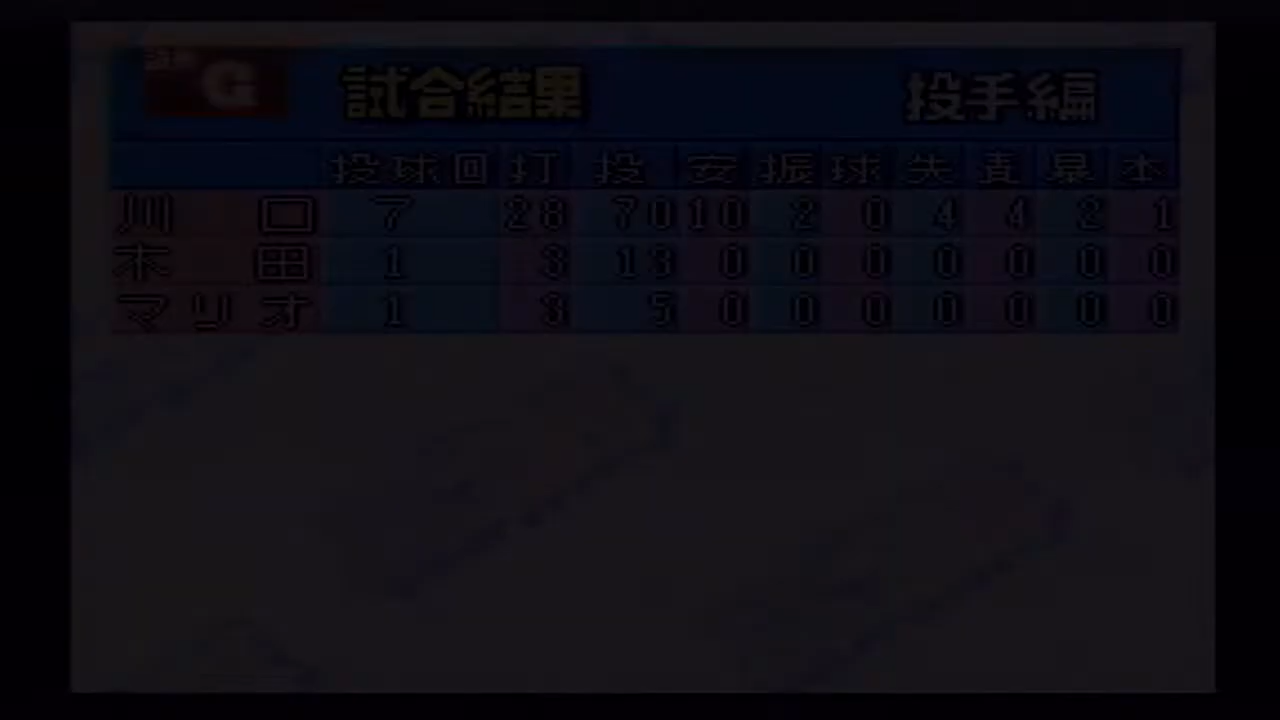 G 試合結果 投手編
投球回 打 投 安 振 球 失 責 暴 本
川口 7 28 70 10 2 0 4 4 2 1
木田 1 3 13 0 0 0 0 0 0 0
マリオ 1 3 5 0 0 0 0 0 0 0